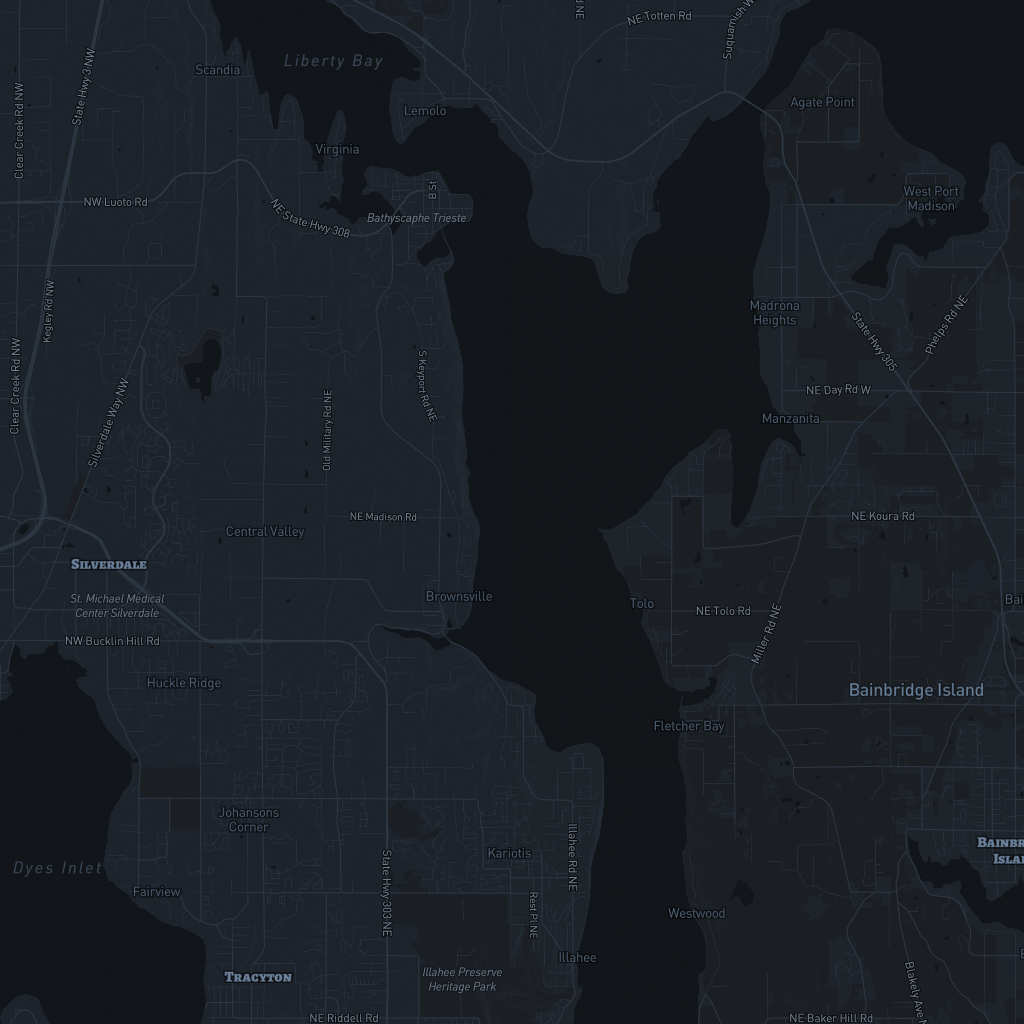 NE Totten Rd
Suquamish W
Liberty Bay
Scandia
State Hwy 3 NW
Clear Creek Rd NW
Lemolo
Agate Point
Virginia
B St
West Port
Madison
NW Luoto Rd
NE State Hwy 308
Bathyscaphe Trieste
Kegley Rd NW
Madrona
Heights
State Hwy 305
Phelps Rd NE
Clear Creek Rd NW
Silverdale Way NW
Old Military Rd NE
S Keyport Rd NE
NE Day Rd W
Manzanita
Central Valley
NE Madison Rd
NE Koura Rd
Silverdale
St. Michael Medical
Center Silverdale
Brownsville
Tolo
NE Tolo Rd
Bai
NW Bucklin Hill Rd
Miller Rd NE
Huckle Ridge
Bainbridge Island
Fletcher Bay
Johansons
Corner
Kariotis
Illahee Rd NE
Bainbr
Isla
Dyes Inlet
Fairview
State Hwy 303 NE
Rest Pl NE
Westwood
Tracyton
Illahee Preserve
Heritage Park
Illahee
Blakely Ave N
NE Riddell Rd
NE Baker Hill Rd